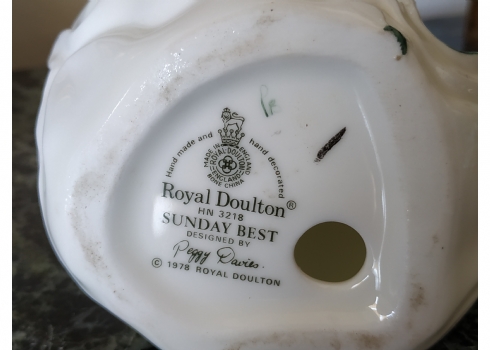 Hand made and hand decorated
MADE IN ENGLAND
ROYAL DOULTON
ENGLAND
BONE CHINA
Royal Doulton®
HN 3218
SUNDAY BEST
DESIGNED BY
Peggy Davies.
© 1978 ROYAL DOULTON